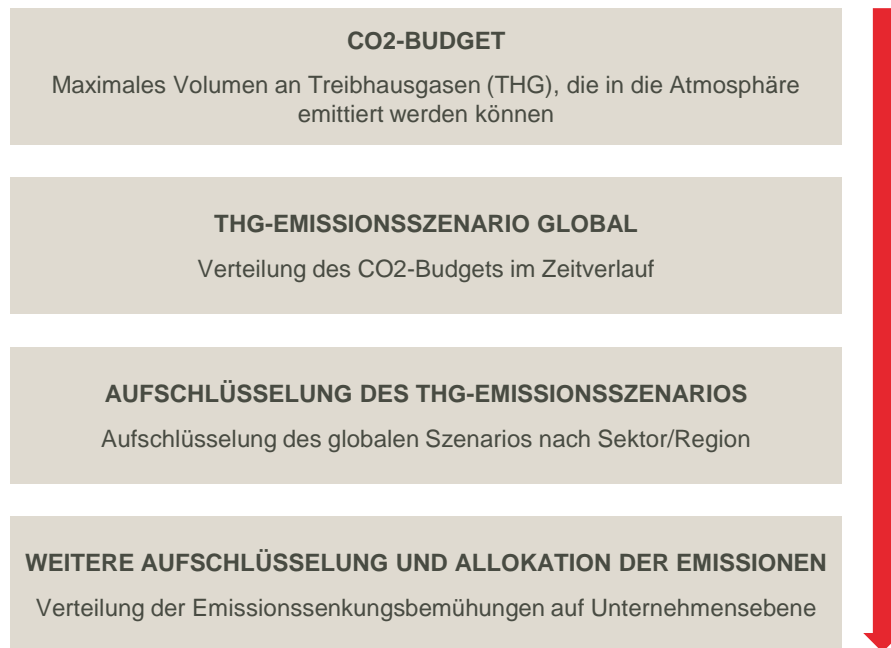 CO2-BUDGET
Maximales Volumen an Treibhausgasen (THG), die in die Atmosphäre
emittiert werden können
THG-EMISSIONSSZENARIO GLOBAL
Verteilung des CO2-Budgets im Zeitverlauf
AUFSCHLÜSSELUNG DES THG-EMISSIONSSZENARIOS
Aufschlüsselung des globalen Szenarios nach Sektor/Region
WEITERE AUFSCHLÜSSELUNG UND ALLOKATION DER EMISSIONEN
Verteilung der Emissionssenkungsbemühungen auf Unternehmensebene